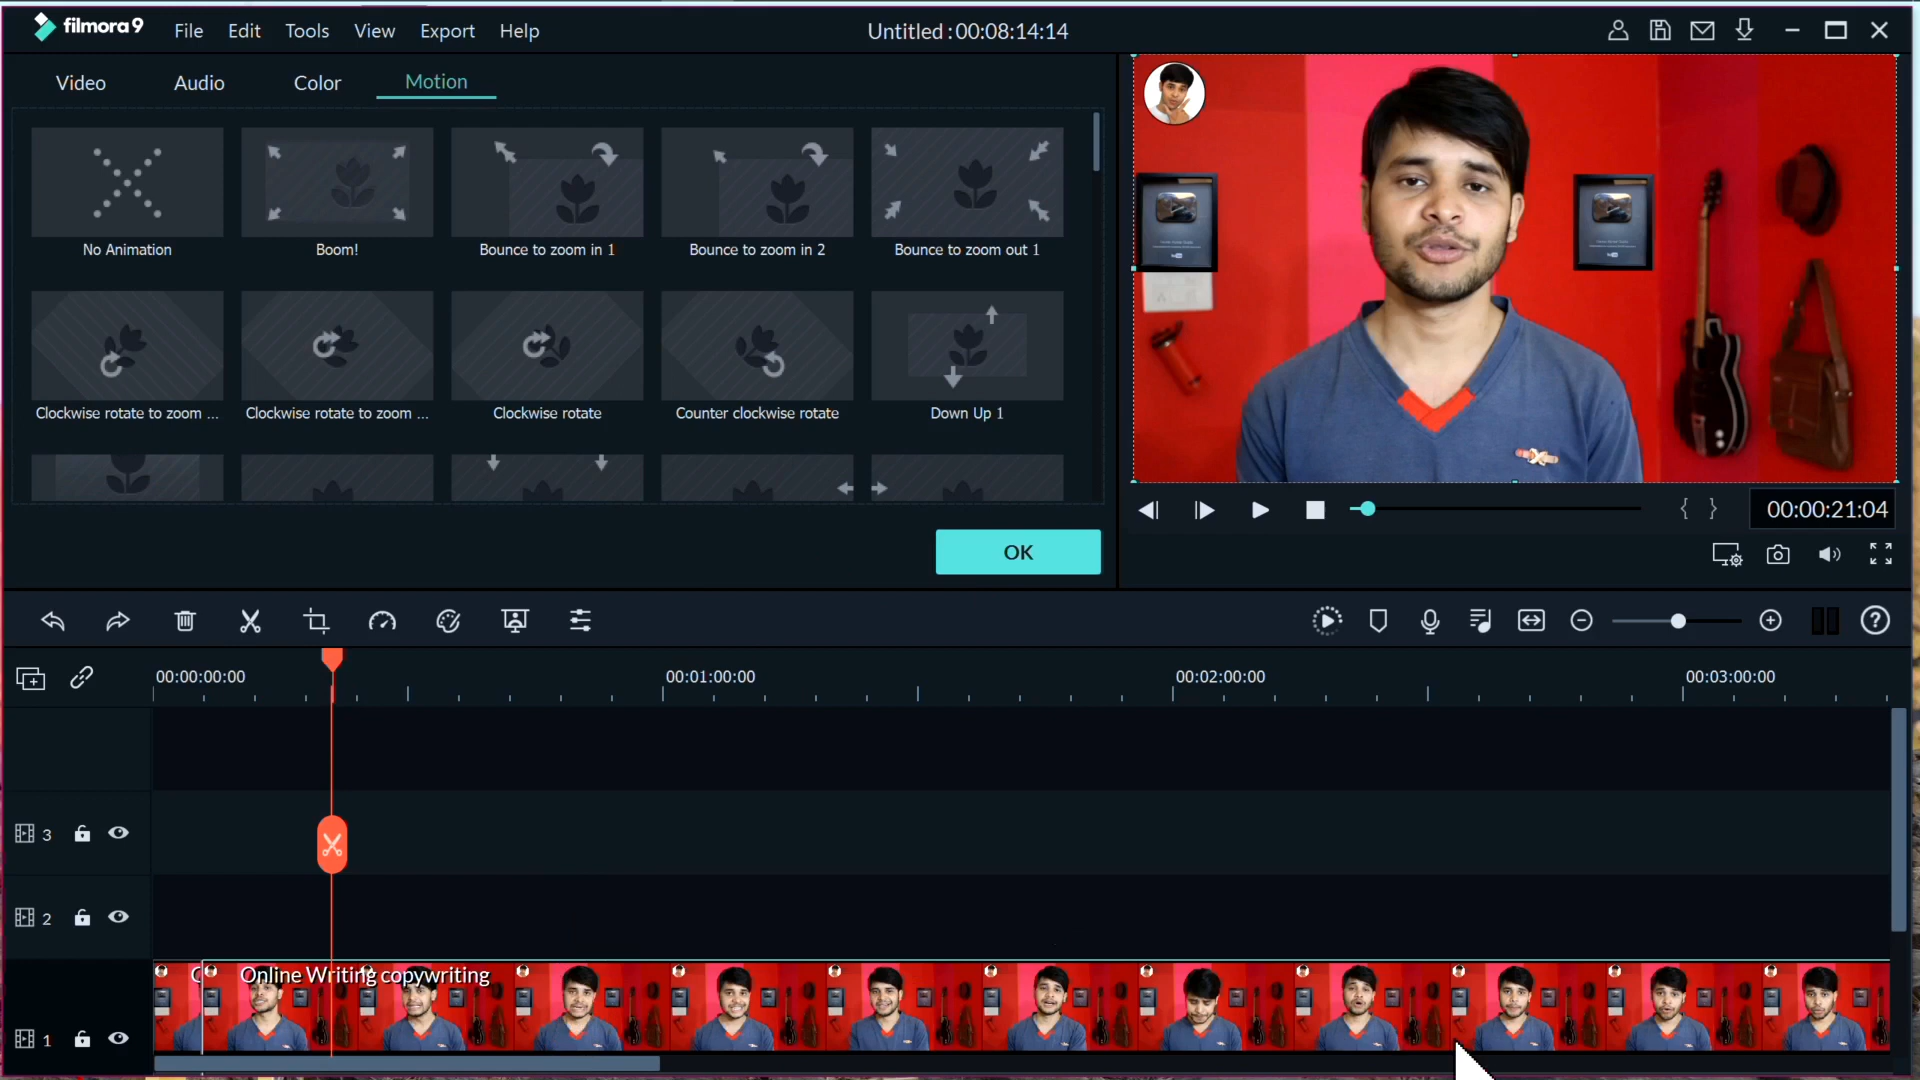 filmora9 File Edit Tools View Export Help Untitled : 00:08:14:14
Video Audio Color Motion
No Animation Boom! Bounce to zoom in 1 Bounce to zoom in 2 Bounce to zoom out 1
Clockwise rotate to zoom ... Clockwise rotate to zoom ... Clockwise rotate Counter clockwise rotate Down Up 1
{ } 00:00:21:04
OK
00:00:00:00 00:01:00:00 00:02:00:00 00:03:00:00
3
2
Online Writing copywriting
1